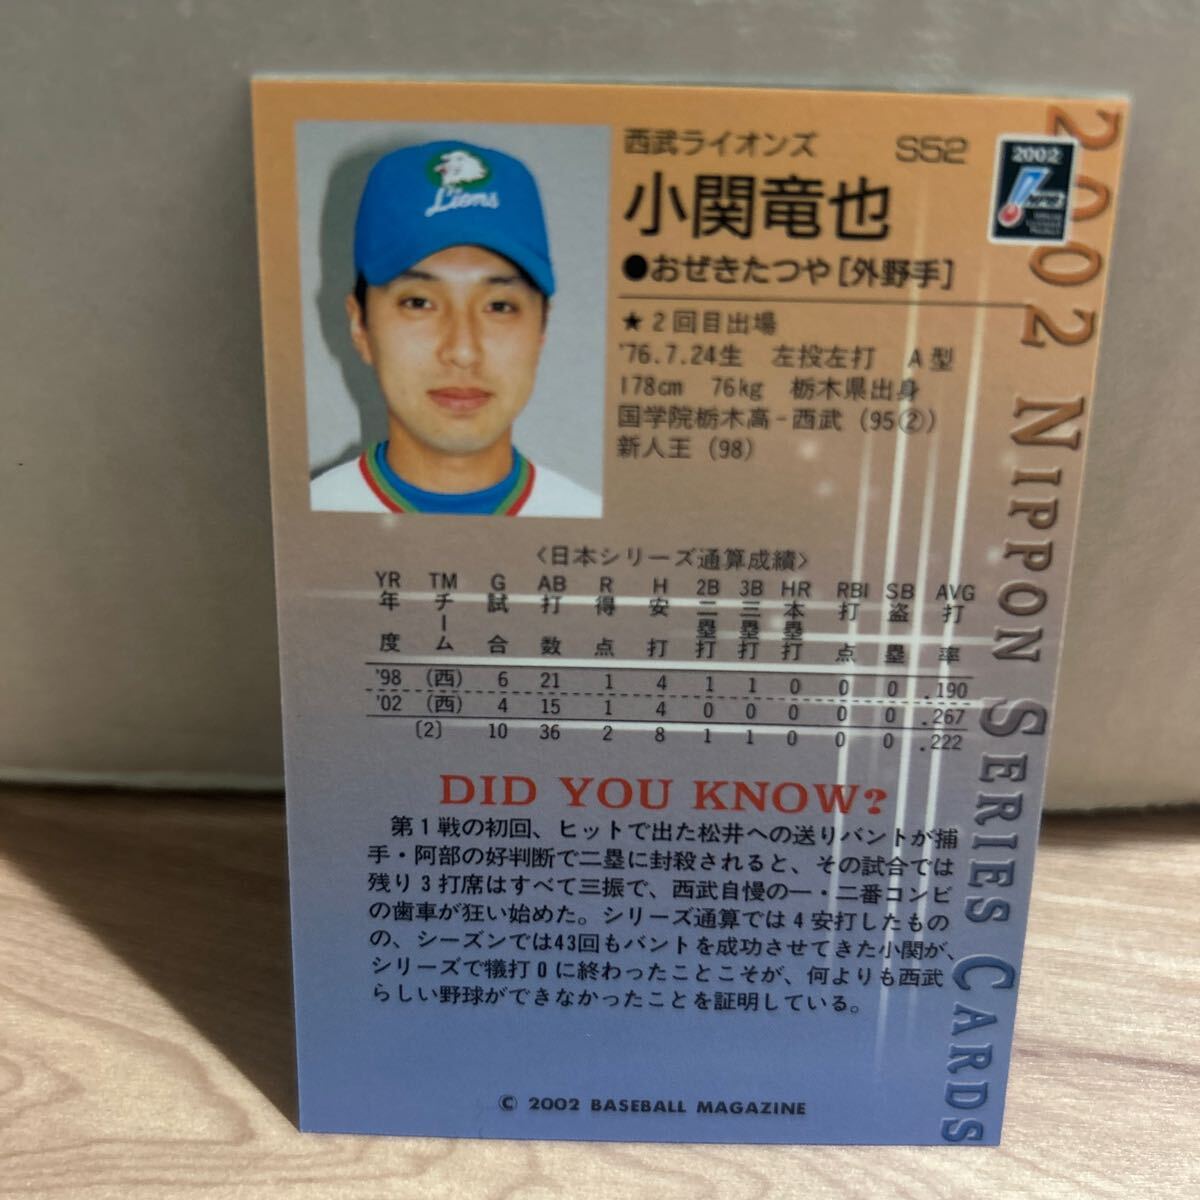 西武ライオンズ S52
小関竜也
●おぜきたつや[外野手]
★2回目出場
'76.7.24生 左投左打 A型
178cm 76kg 栃木県出身
国学院栃木高-西武 (95②)
新人王 (98)
2002
Lions
2002 NIPPON SERIES CARDS
〈日本シリーズ通算成績〉
YR TM G AB R H 2B 3B HR RBI SB AVG
年度 チーム 試合 打数 得点 安打 二塁打 三塁打 本塁打 打点 盗塁 打率
'98 (西) 6 21 1 4 1 1 0 0 0 .190
'02 (西) 4 15 1 4 0 0 0 0 0 .267
〔2〕 10 36 2 8 1 1 0 0 0 .222
DID YOU KNOW?
第1戦の初回、ヒットで出た松井への送りバントが捕
手・阿部の好判断で二塁に封殺されると、その試合では
残り3打席はすべて三振で、西武自慢の一・二番コンビ
の歯車が狂い始めた。シリーズ通算では4安打したもの
の、シーズンでは43回もバントを成功させてきた小関が、
シリーズで犠打0に終わったことこそが、何よりも西武
らしい野球ができなかったことを証明している。
© 2002 BASEBALL MAGAZINE